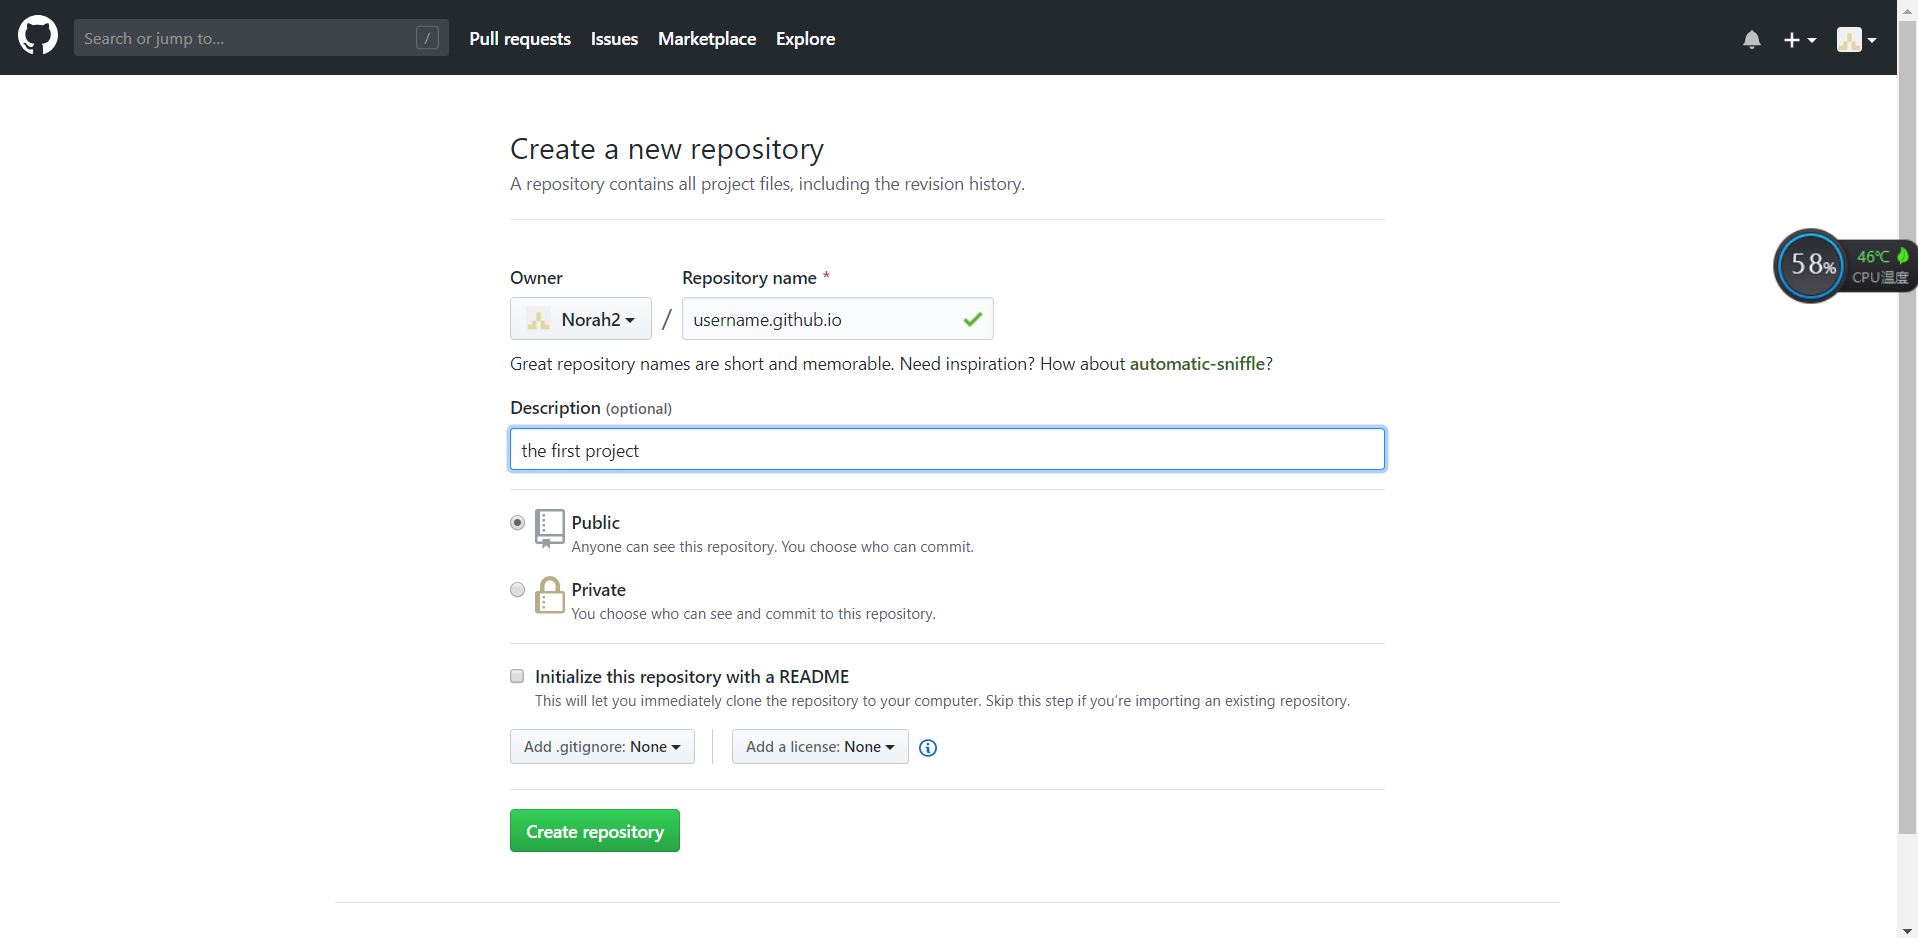 Search or jump to... / Pull requests Issues Marketplace Explore
Create a new repository
A repository contains all project files, including the revision history.
58% 46℃
CPU温度
Owner Repository name *
Norah2 / username.github.io
Great repository names are short and memorable. Need inspiration? How about automatic-sniffle?
Description (optional)
the first project
Public
Anyone can see this repository. You choose who can commit.
Private
You choose who can see and commit to this repository.
Initialize this repository with a README
This will let you immediately clone the repository to your computer. Skip this step if you’re importing an existing repository.
Add .gitignore: None Add a license: None
Create repository